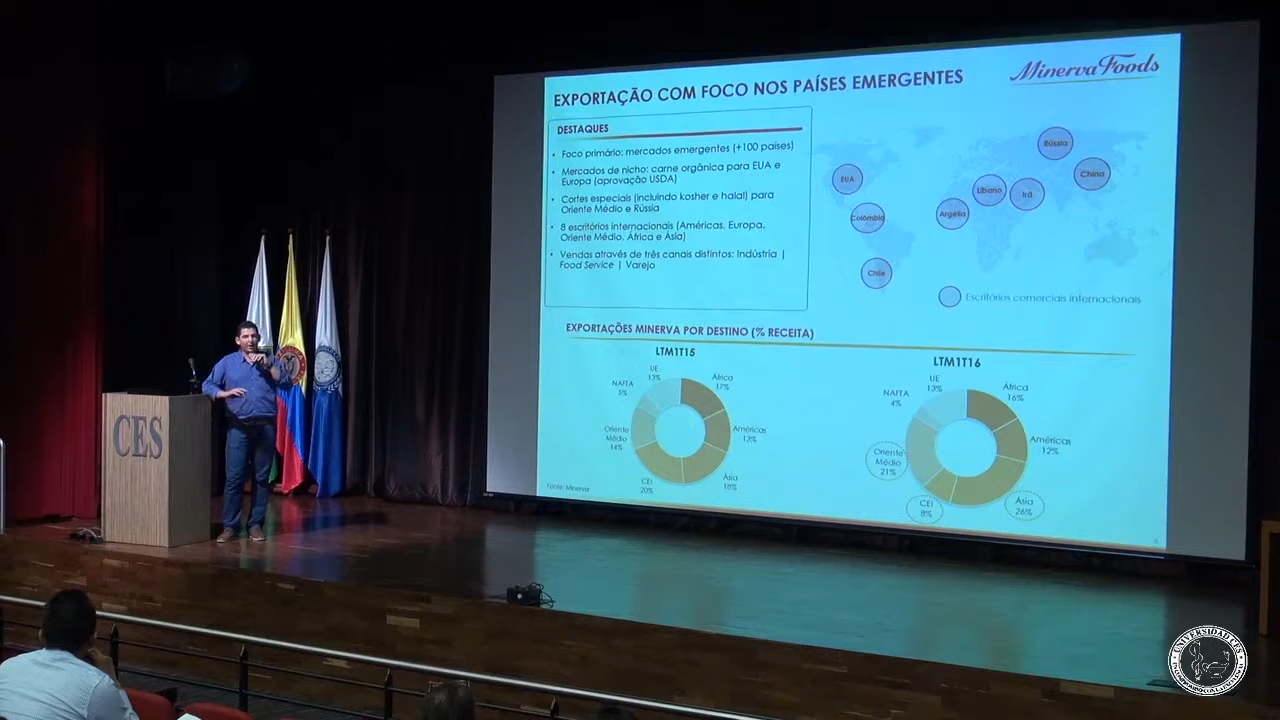 Minerva Foods
EXPORTAÇÃO COM FOCO NOS PAÍSES EMERGENTES
DESTAQUES
• Foco primário: mercados emergentes (+100 países)
• Mercados de nicho: carne orgânica para EUA e
Europa (aprovação USDA)
• Cortes especiais (incluindo kosher e halal) para
Oriente Médio e Rússia
• 8 escritórios internacionais (Américas, Europa,
Oriente Médio, África e Ásia)
• Vendas através de três canais distintos: Indústria |
Food Service | Varejo
Rússia
EUA
China
Líbano
Irã
Colômbia
Argélia
Chile
Escritórios comerciais internacionais
EXPORTAÇÕES MINERVA POR DESTINO (% RECEITA)
LTM1T15
UE
13%
África
17%
NAFTA
5%
Américas
13%
Oriente
Médio
14%
CEI
20%
Ásia
18%
LTM1T16
UE
13%
África
16%
NAFTA
4%
Américas
12%
Oriente
Médio
21%
CEI
8%
Ásia
26%
Fonte: Minerva
CES
UNIVERSIDAD CES